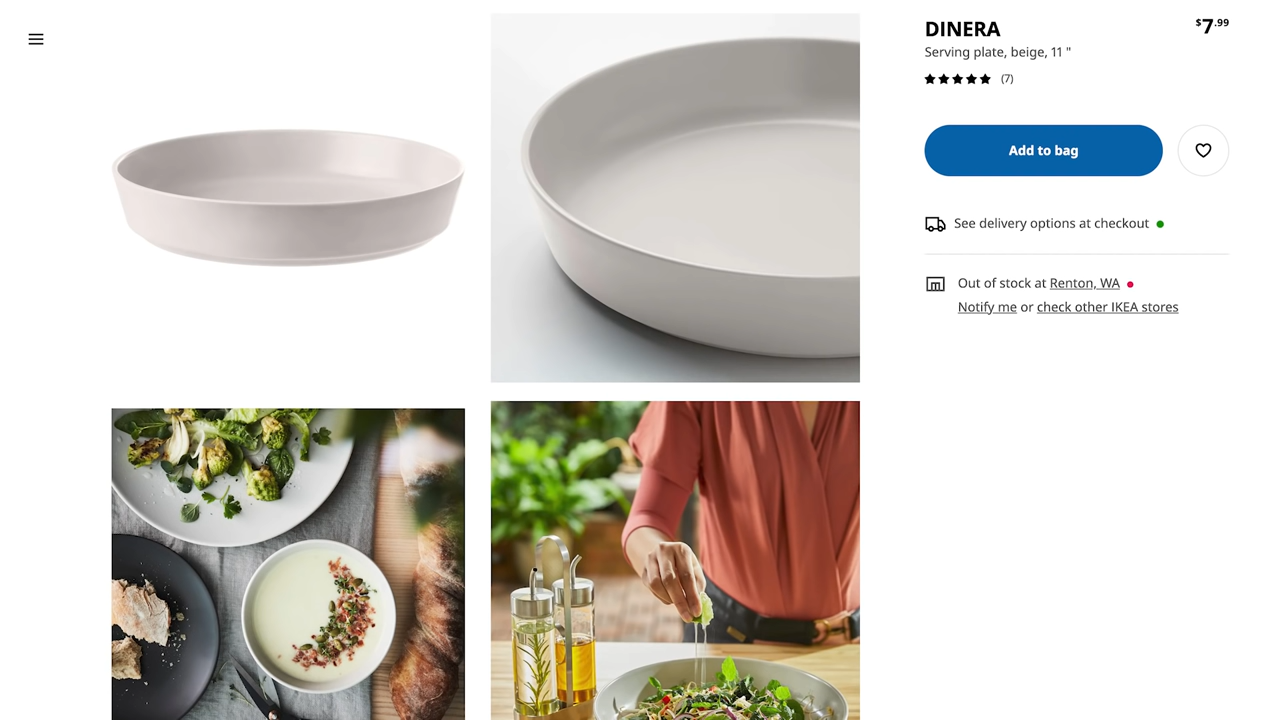 DINERA
$7.99
Serving plate, beige, 11 "
(7)
Add to bag
See delivery options at checkout
Out of stock at Renton, WA
Notify me or check other IKEA stores